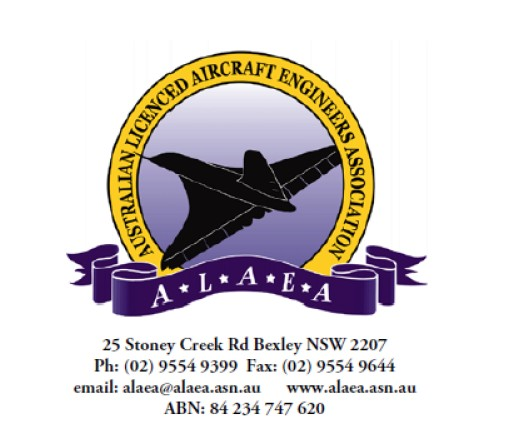 AUSTRALIAN LICENCED AIRCRAFT ENGINEERS ASSOCIATION
A ★ L ★ A ★ E ★ A
25 Stoney Creek Rd Bexley NSW 2207
Ph: (02) 9554 9399 Fax: (02) 9554 9644
email: alaea@alaea.asn.au www.alaea.asn.au
ABN: 84 234 747 620